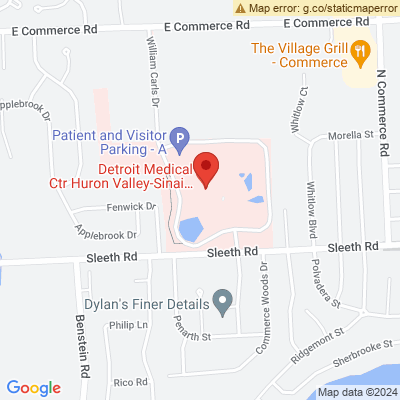 Map error: g.co/staticmaperror
E Commerce Rd
E Commerce Rd
William Carls Dr
The Village Grill
- Commerce
N Commerce Rd
Whitlow Ct
Applebrook Dr
Morella St
Patient and Visitor
Parking - A
Detroit Medical
Ctr Huron Valley-Sinai...
Fenwick Dr
Whitlow Blvd
Applebrook Dr
Sleeth Rd
Sleeth Rd
Sleeth Rd
Polvadera St
Commerce Woods Dr
Dylan's Finer Details
Benstein Rd
Philip Ln
Penarth St
Ridgemont St
Sherbrooke St
Rico Rd
Google
Map data ©2024